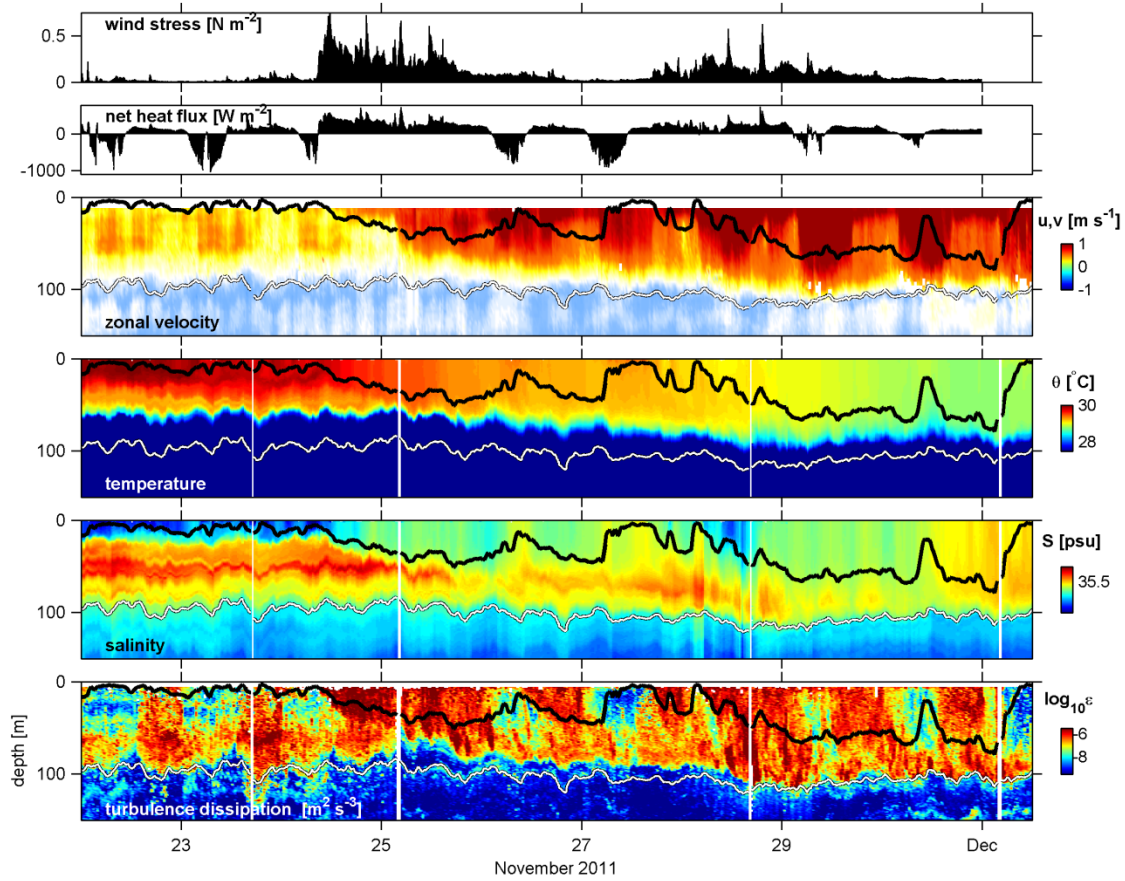 wind stress [N m-2]
0.5
0
net heat flux [W m-2]
0
-1000
0
100
zonal velocity
u,v [m s-1]
1
0
-1
0
100
temperature
θ [°C]
30
28
0
100
salinity
S [psu]
35.5
0
100
depth [m]
turbulence dissipation [m2 s-3]
log10ε
-6
-8
23
25
27
29
Dec
November 2011